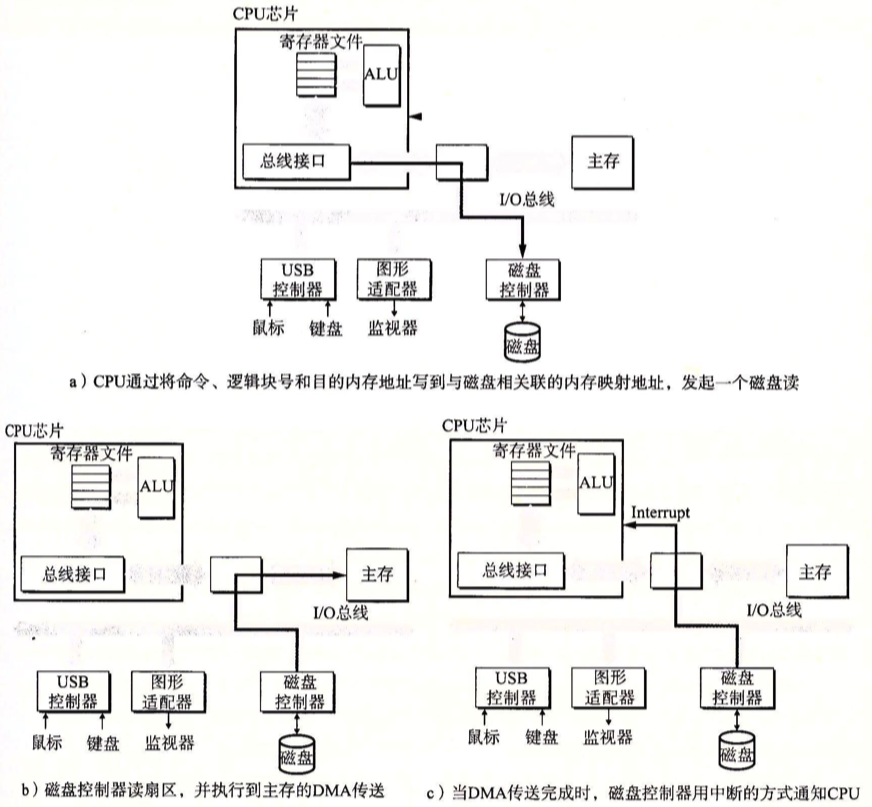 CPU芯片
寄存器文件
ALU
总线接口
主存
I/O总线
USB
控制器
图形
适配器
磁盘
控制器
鼠标
键盘
监视器
磁盘
a）CPU通过将命令、逻辑块号和目的内存地址写到与磁盘相关联的内存映射地址，发起一个磁盘读
CPU芯片
寄存器文件
ALU
总线接口
主存
I/O总线
USB
控制器
图形
适配器
磁盘
控制器
鼠标
键盘
监视器
磁盘
b）磁盘控制器读扇区，并执行到主存的DMA传送
CPU芯片
寄存器文件
ALU
Interrupt
总线接口
主存
I/O总线
USB
控制器
图形
适配器
磁盘
控制器
鼠标
键盘
监视器
磁盘
c）当DMA传送完成时，磁盘控制器用中断的方式通知CPU